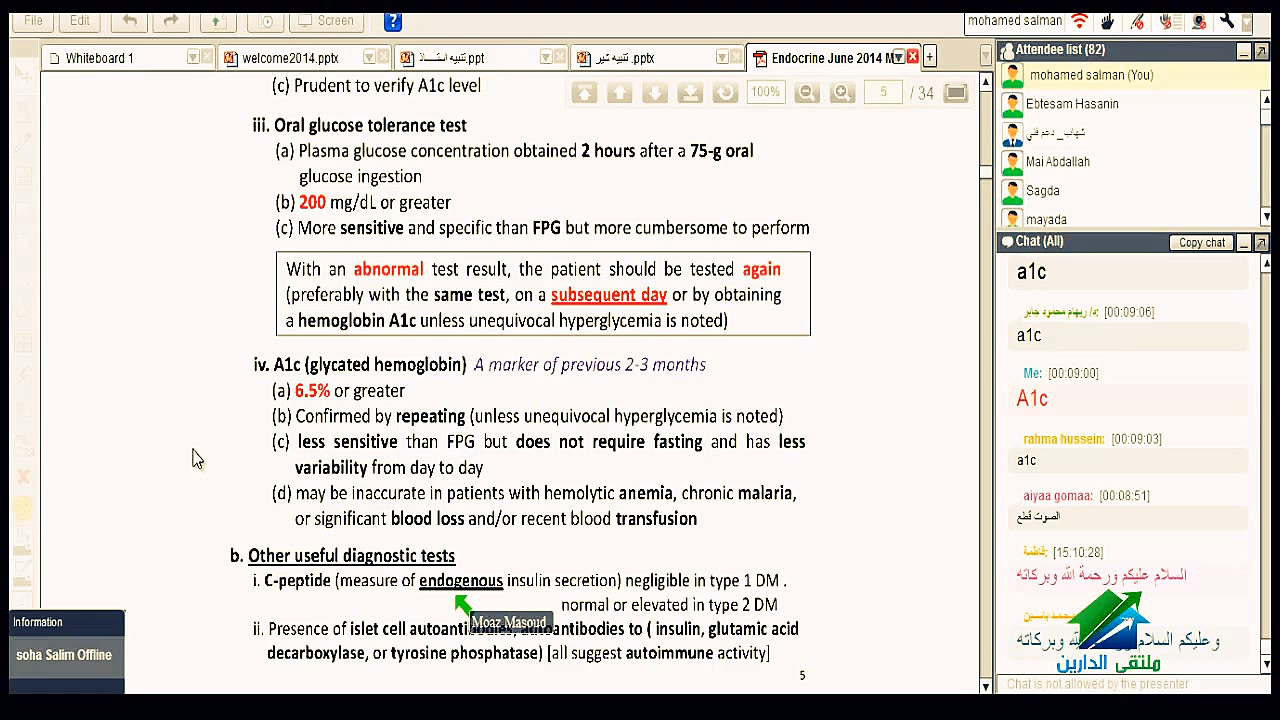 File
Edit
Screen
?
mohamed salman
Whiteboard 1
welcome2014.pptx
تنبيه استــاذ.ppt
تنبيه تير.pptx
Endocrine June 2014 M
Attendee list (82)
mohamed salman (You)
Ebtesam Hasanin
شهاب_ دعم فني
Mai Abdallah
Sagda
mayada
100%
5 / 34
(c) Prudent to verify A1c level
iii. Oral glucose tolerance test
(a) Plasma glucose concentration obtained 2 hours after a 75-g oral
glucose ingestion
(b) 200 mg/dL or greater
(c) More sensitive and specific than FPG but more cumbersome to perform
With an abnormal test result, the patient should be tested again
(preferably with the same test, on a subsequent day or by obtaining
a hemoglobin A1c unless unequivocal hyperglycemia is noted)
iv. A1c (glycated hemoglobin) A marker of previous 2-3 months
(a) 6.5% or greater
(b) Confirmed by repeating (unless unequivocal hyperglycemia is noted)
(c) less sensitive than FPG but does not require fasting and has less
variability from day to day
(d) may be inaccurate in patients with hemolytic anemia, chronic malaria,
or significant blood loss and/or recent blood transfusion
b. Other useful diagnostic tests
i. C-peptide (measure of endogenous insulin secretion) negligible in type 1 DM .
normal or elevated in type 2 DM
Moaz Masoud
ii. Presence of islet cell autoantibodies, autoantibodies to ( insulin, glutamic acid
decarboxylase, or tyrosine phosphatase) [all suggest autoimmune activity]
5
Chat (All)
Copy chat
a1c
د/ ريهام محمود جابر: [00:09:06]
a1c
Me: [00:09:00]
A1c
rahma hussein: [00:09:03]
a1c
aiyaa gomaa: [00:08:51]
الصوت قطع
فاطمة: [15:10:28]
السلام عليكم ورحمة الله وبركاته
محمد ياسين
وعليكم السلام الله وبركاته
ملتقى الدارين
Chat is not allowed by the presenter
Information
soha Salim Offline